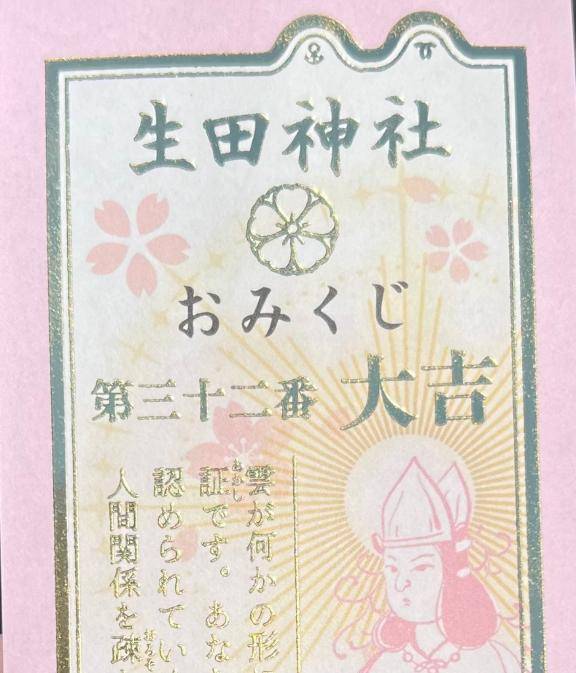 生田神社
おみくじ
第三十二番 大吉
雲が何かの形
証です。あな
認められてい
人間関係を疎